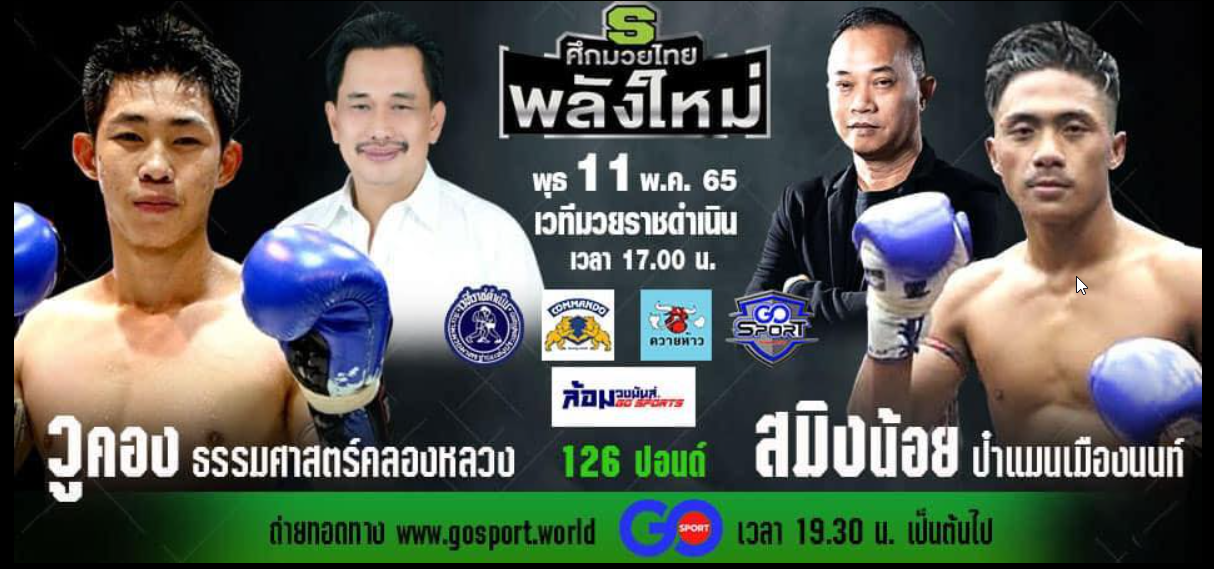 S
ศึกมวยไทย
พลังใหม่
พุธ 11 พ.ค. 65
เวทีมวยราชดำเนิน
เวลา 17.00 น.
COMMANDO
ควายห้าว
GO
SPORT
ล้อมวงมันส์
GO SPORTS
วูคอง ธรรมศาสตร์คลองหลวง
126 ปอนด์
สมิงน้อย ป๋าแมนเมืองนนท์
ถ่ายทอดทาง www.gosport.world GO SPORT เวลา 19.30 น. เป็นต้นไป